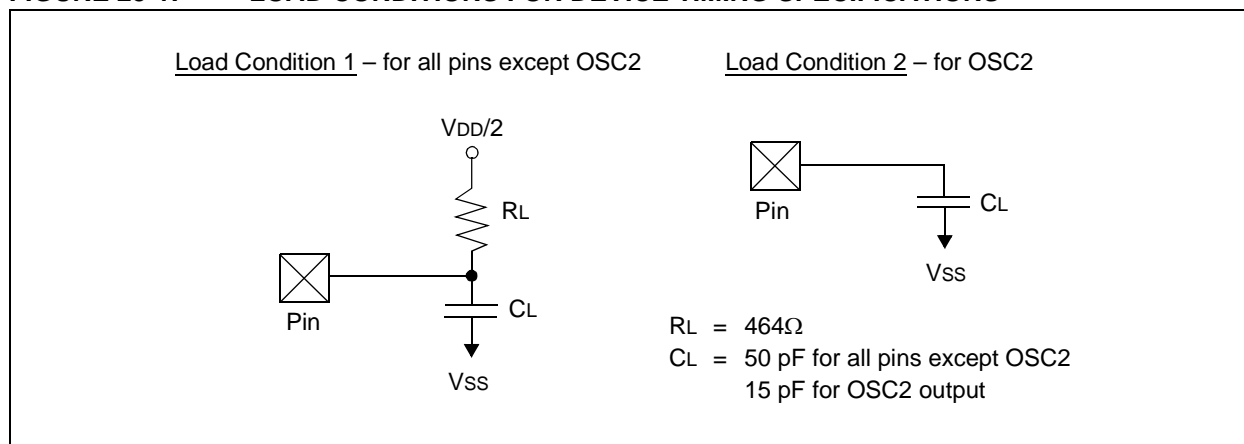 Load Condition 1 – for all pins except OSC2
Load Condition 2 – for OSC2
VDD/2
RL
Pin
CL
VSS
Pin
CL
VSS
RL = 464Ω
CL = 50 pF for all pins except OSC2
15 pF for OSC2 output